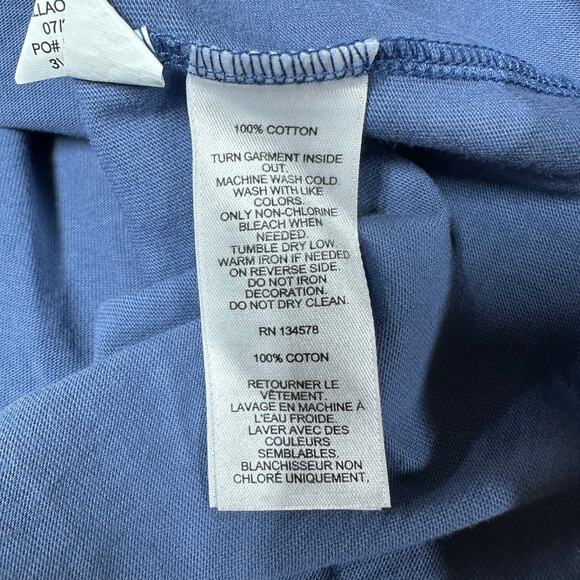 LLAO
07/
PO#
100% COTTON
TURN GARMENT INSIDE
OUT.
MACHINE WASH COLD.
WASH WITH LIKE
COLORS.
ONLY NON-CHLORINE
BLEACH WHEN
NEEDED.
TUMBLE DRY LOW.
WARM IRON IF NEEDED
ON REVERSE SIDE.
DO NOT IRON
DECORATION.
DO NOT DRY CLEAN.
RN 134578
100% COTON
RETOURNER LE
VÊTEMENT.
LAVAGE EN MACHINE À
L'EAU FROIDE.
LAVER AVEC DES
COULEURS
SEMBLABLES.
BLANCHISSEUR NON
CHLORÉ UNIQUEMENT,